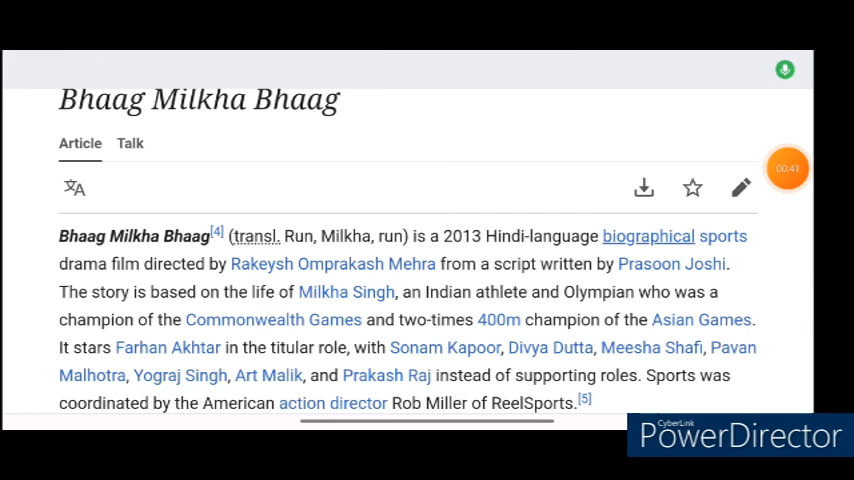 Bhaag Milkha Bhaag
Article Talk
00:41
Bhaag Milkha Bhaag[4] (transl. Run, Milkha, run) is a 2013 Hindi-language biographical sports
drama film directed by Rakeysh Omprakash Mehra from a script written by Prasoon Joshi.
The story is based on the life of Milkha Singh, an Indian athlete and Olympian who was a
champion of the Commonwealth Games and two-times 400m champion of the Asian Games.
It stars Farhan Akhtar in the titular role, with Sonam Kapoor, Divya Dutta, Meesha Shafi, Pavan
Malhotra, Yograj Singh, Art Malik, and Prakash Raj instead of supporting roles. Sports was
coordinated by the American action director Rob Miller of ReelSports.[5]
CyberLink
PowerDirector